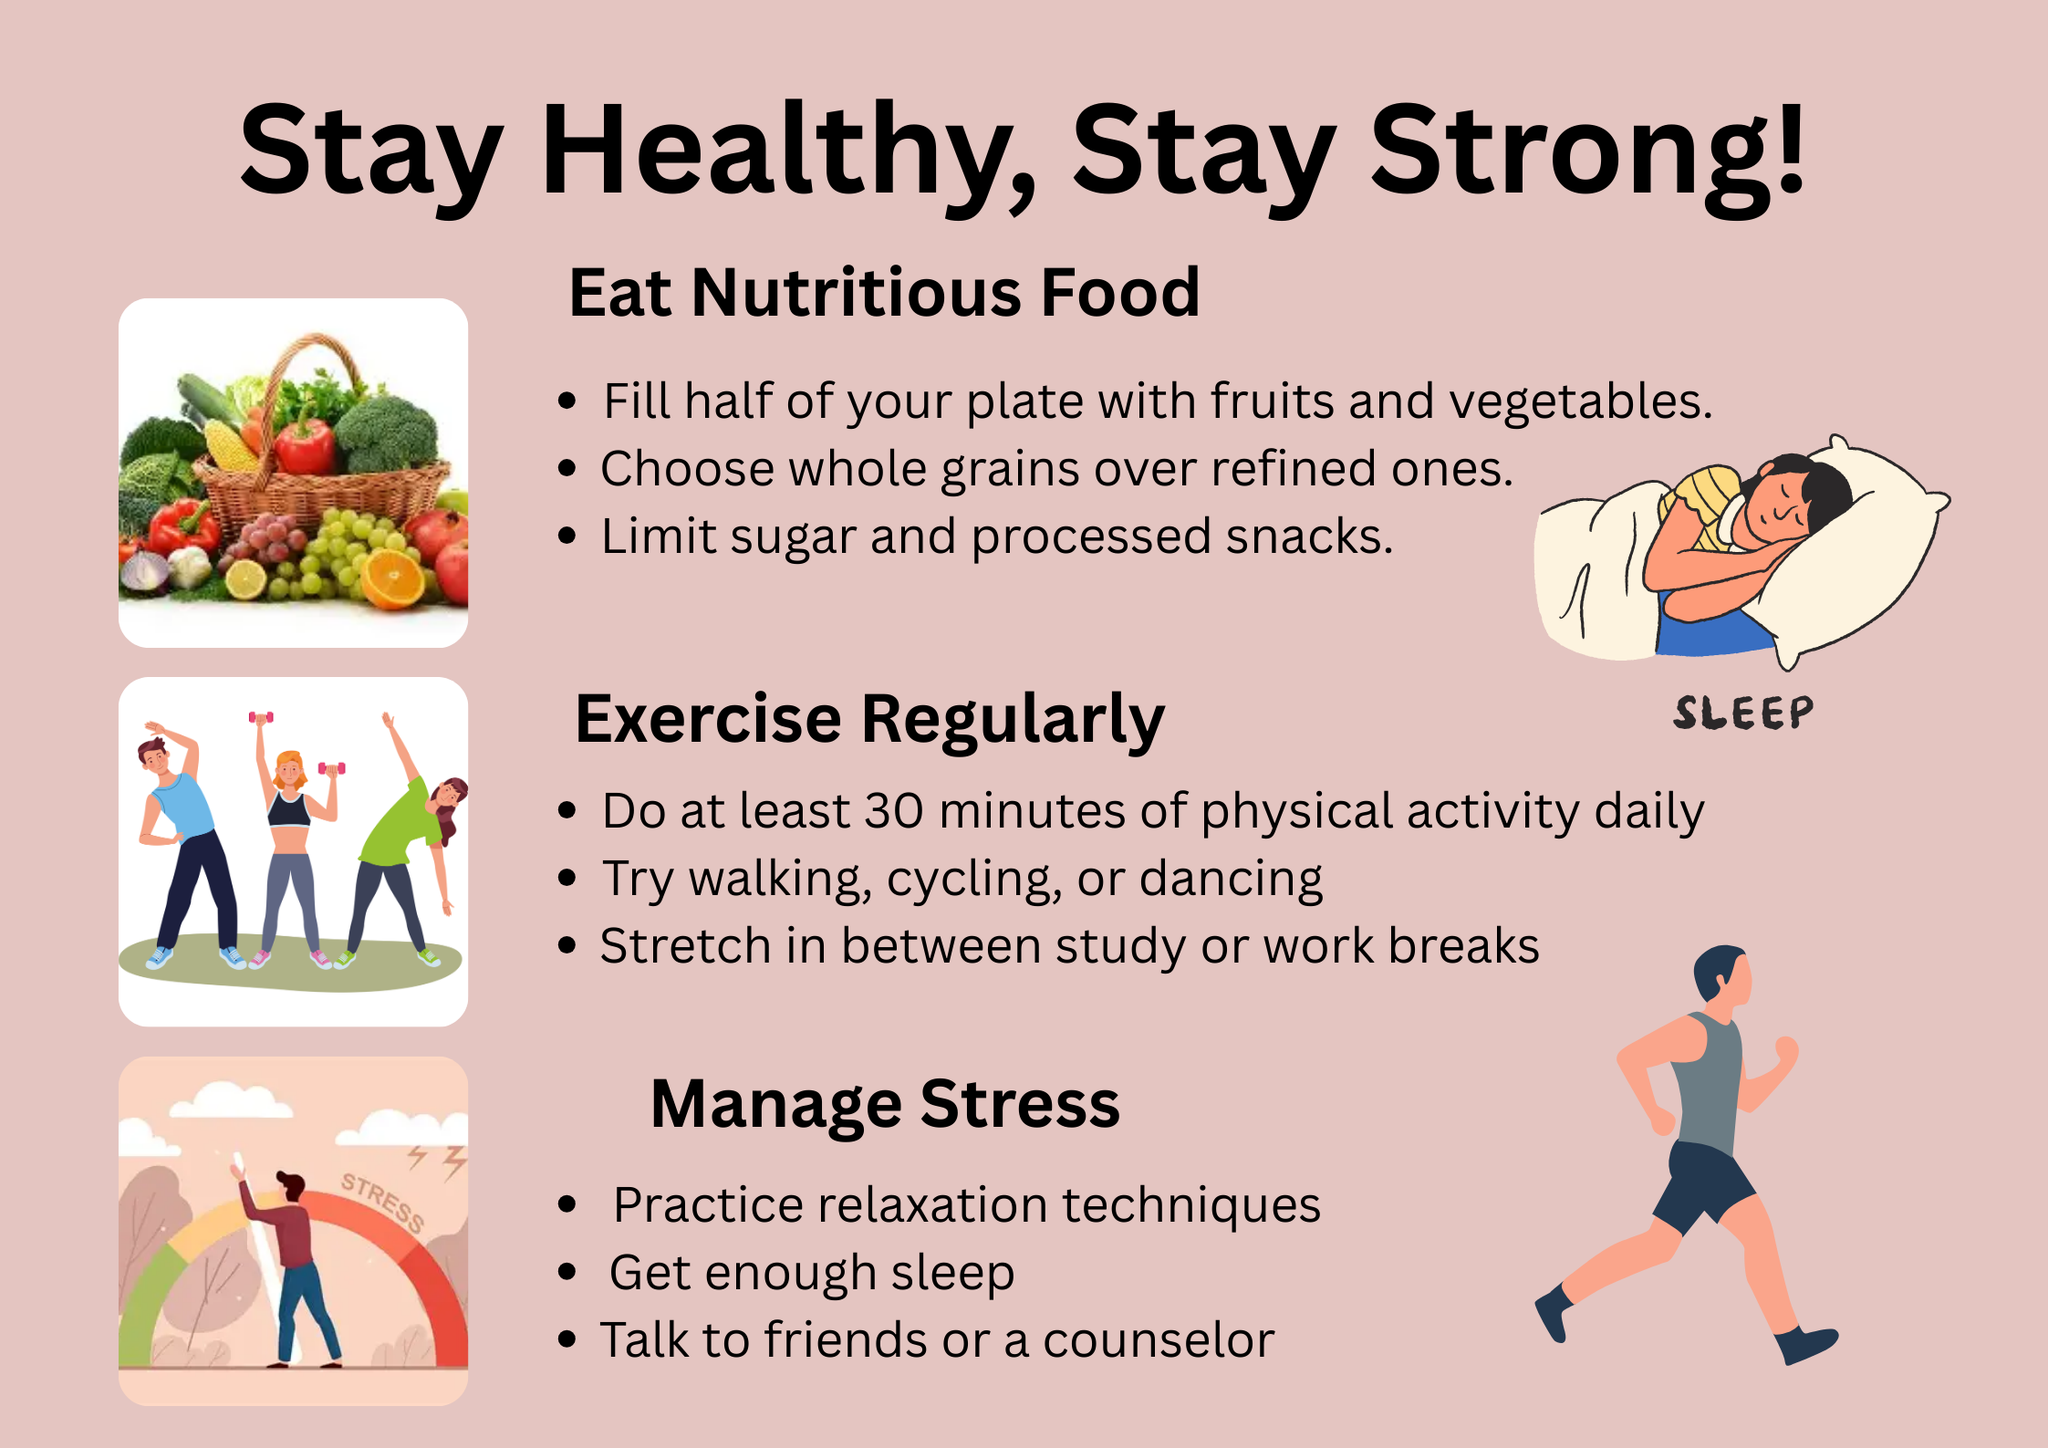 Stay Healthy, Stay Strong!
Eat Nutritious Food
• Fill half of your plate with fruits and vegetables.
• Choose whole grains over refined ones.
• Limit sugar and processed snacks.
SLEEP
Exercise Regularly
• Do at least 30 minutes of physical activity daily
• Try walking, cycling, or dancing
• Stretch in between study or work breaks
Manage Stress
STRESS
• Practice relaxation techniques
• Get enough sleep
• Talk to friends or a counselor